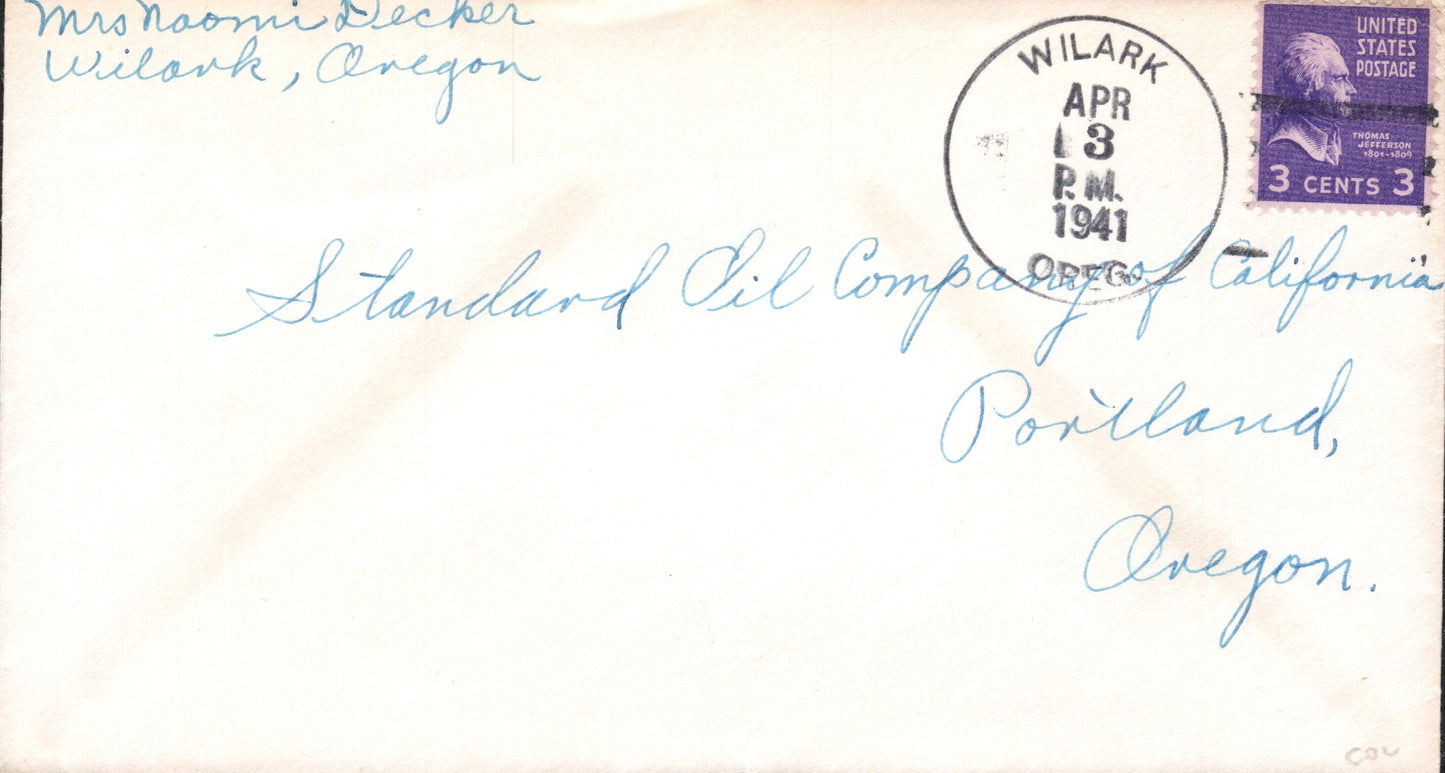 Mrs Naomi Decker
Wilark, Oregon
WILARK
APR
3
P.M.
1941
OREG.
UNITED
STATES
POSTAGE
THOMAS
JEFFERSON
1801-1809
3 CENTS 3
Standard Oil Company of California
Portland,
Oregon.